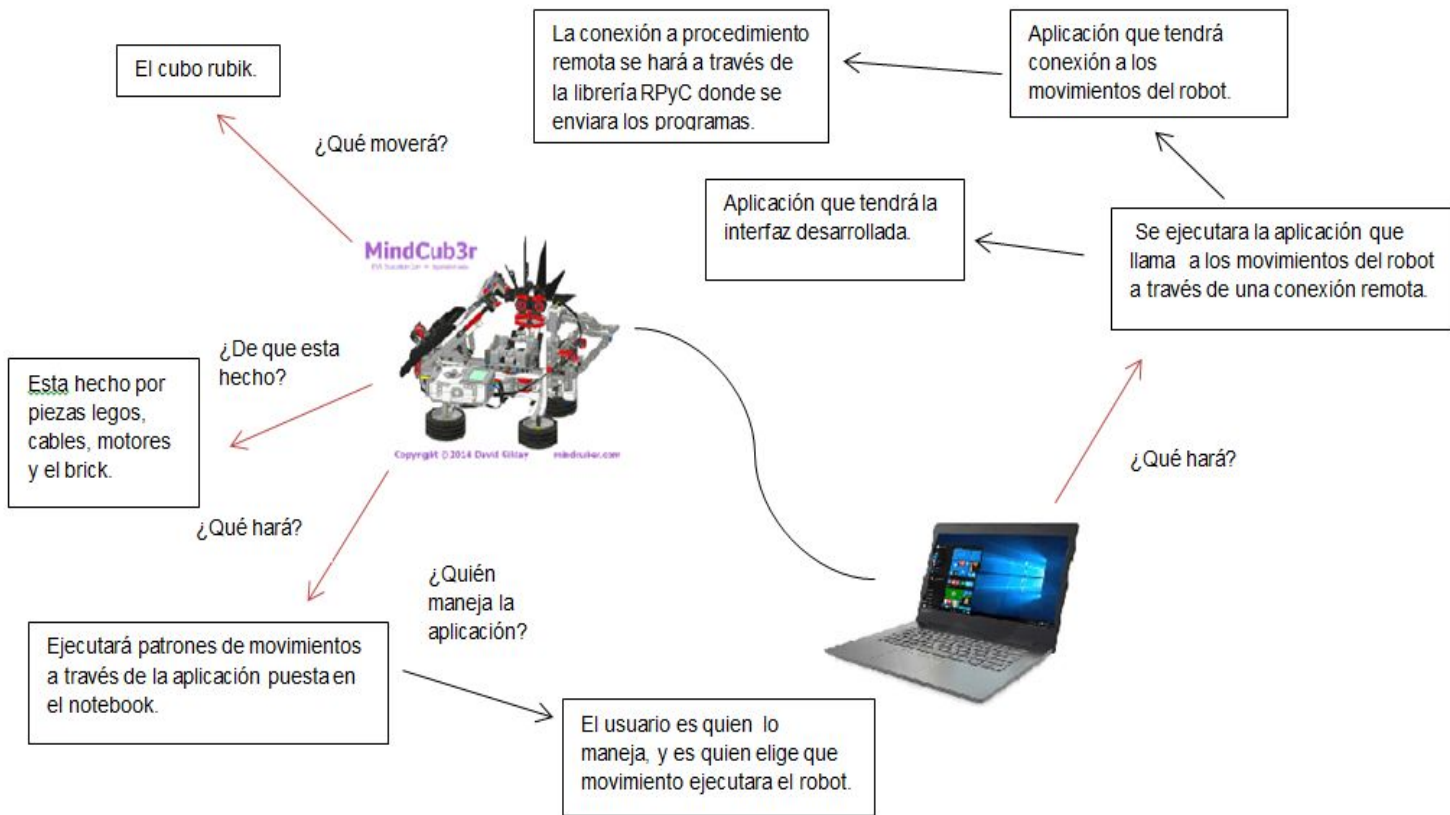 El cubo rubik.
¿Qué moverá?
La conexión a procedimiento
remota se hará a través de
la librería RPyC donde se
enviara los programas.
Aplicación que tendrá
conexión a los
movimientos del robot.
Aplicación que tendrá la
interfaz desarrollada.
Se ejecutara la aplicación que
llama a los movimientos del robot
a través de una conexión remota.
MindCub3r
¿De que esta
hecho?
Esta hecho por
piezas legos,
cables, motores
y el brick.
Copyright © 2014 David Gilday mindcuber.com
¿Qué hará?
¿Qué hará?
¿Quién
maneja la
aplicación?
Ejecutará patrones de movimientos
a través de la aplicación puesta en
el notebook.
El usuario es quien lo
maneja, y es quien elige que
movimiento ejecutara el robot.